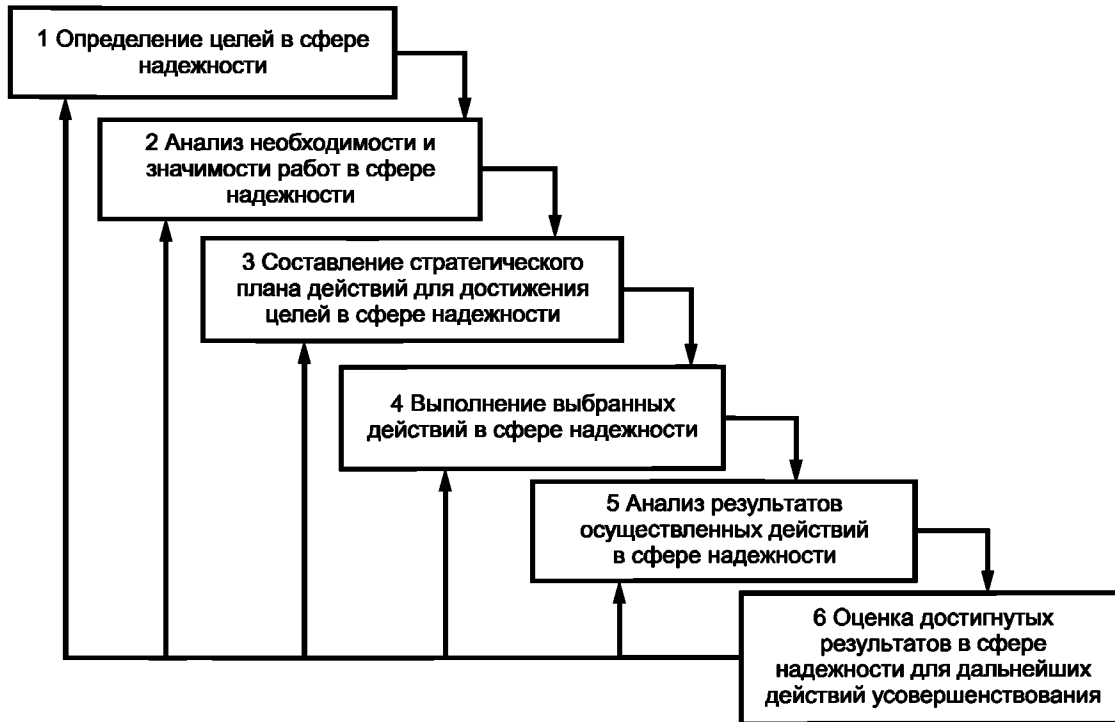 1 Определение целей в сфере
надежности
2 Анализ необходимости и
значимости работ в сфере
надежности
3 Составление стратегического
плана действий для достижения
целей в сфере надежности
4 Выполнение выбранных
действий в сфере надежности
5 Анализ результатов
осуществленных действий
в сфере надежности
6 Оценка достигнутых
результатов в сфере
надежности для дальнейших
действий усовершенствования